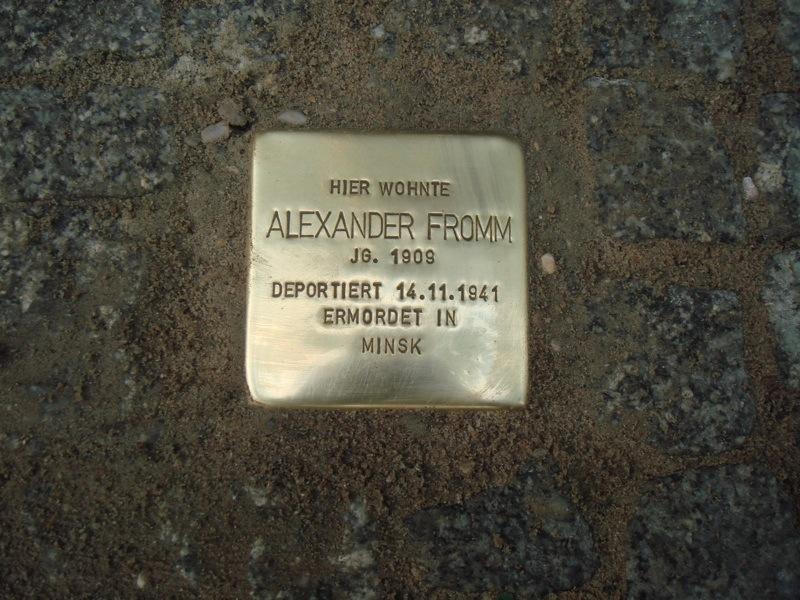 HIER WOHNTE
ALEXANDER FROMM
JG. 1909
DEPORTIERT 14.11.1941
ERMORDET IN
MINSK